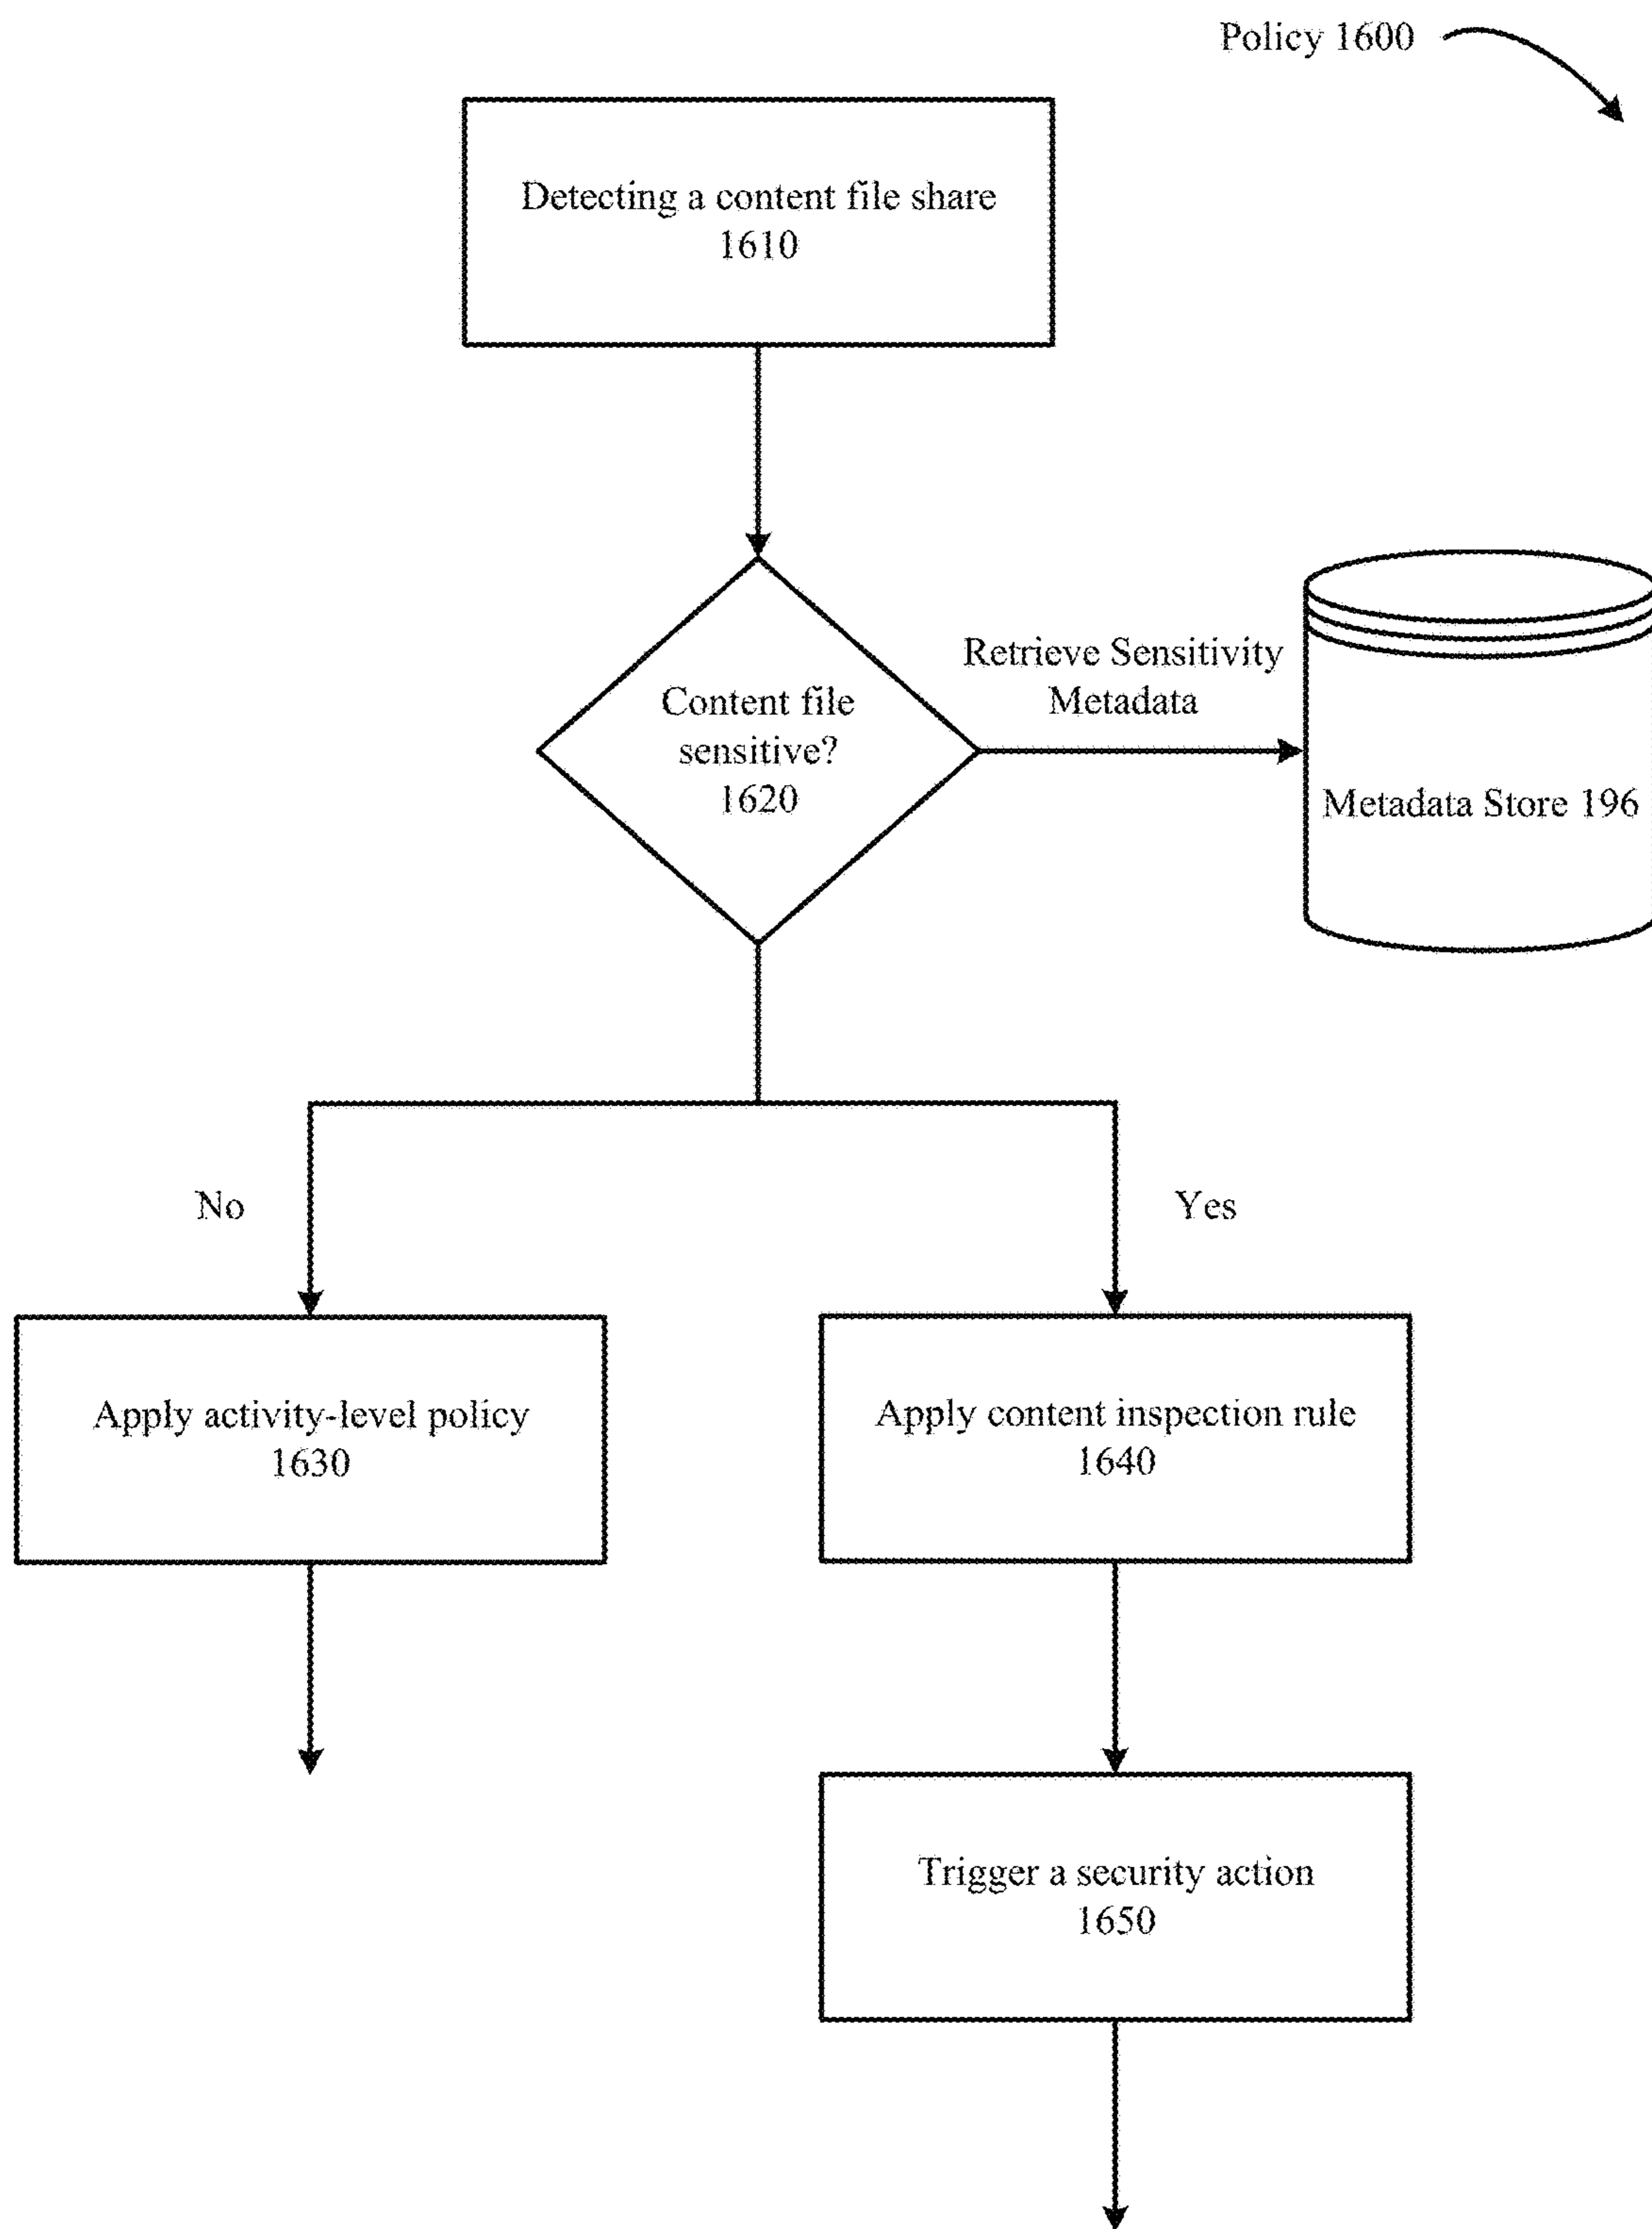 Policy 1600
Detecting a content file share
1610
Retrieve Sensitivity
Metadata
Content file
sensitive?
1620
Metadata Store 196
No
Yes
Apply activity-level policy
1630
Apply content inspection rule
1640
Trigger a security action
1650